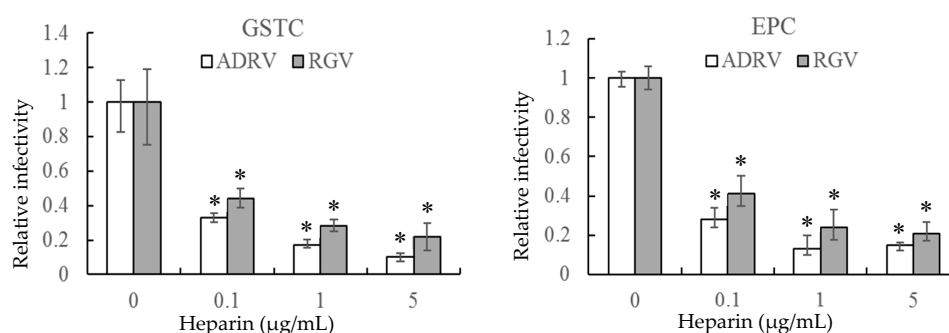 GSTC
1.4
1.2
1
0.8
0.6
0.4
0.2
0
Relative infectivity
ADRV RGV
* * * * * *
0 0.1 1 5
Heparin (µg/mL)
EPC
1.2
1
0.8
0.6
0.4
0.2
0
Relative infectivity
ADRV RGV
* * * * * *
0 0.1 1 5
Heparin (µg/mL)